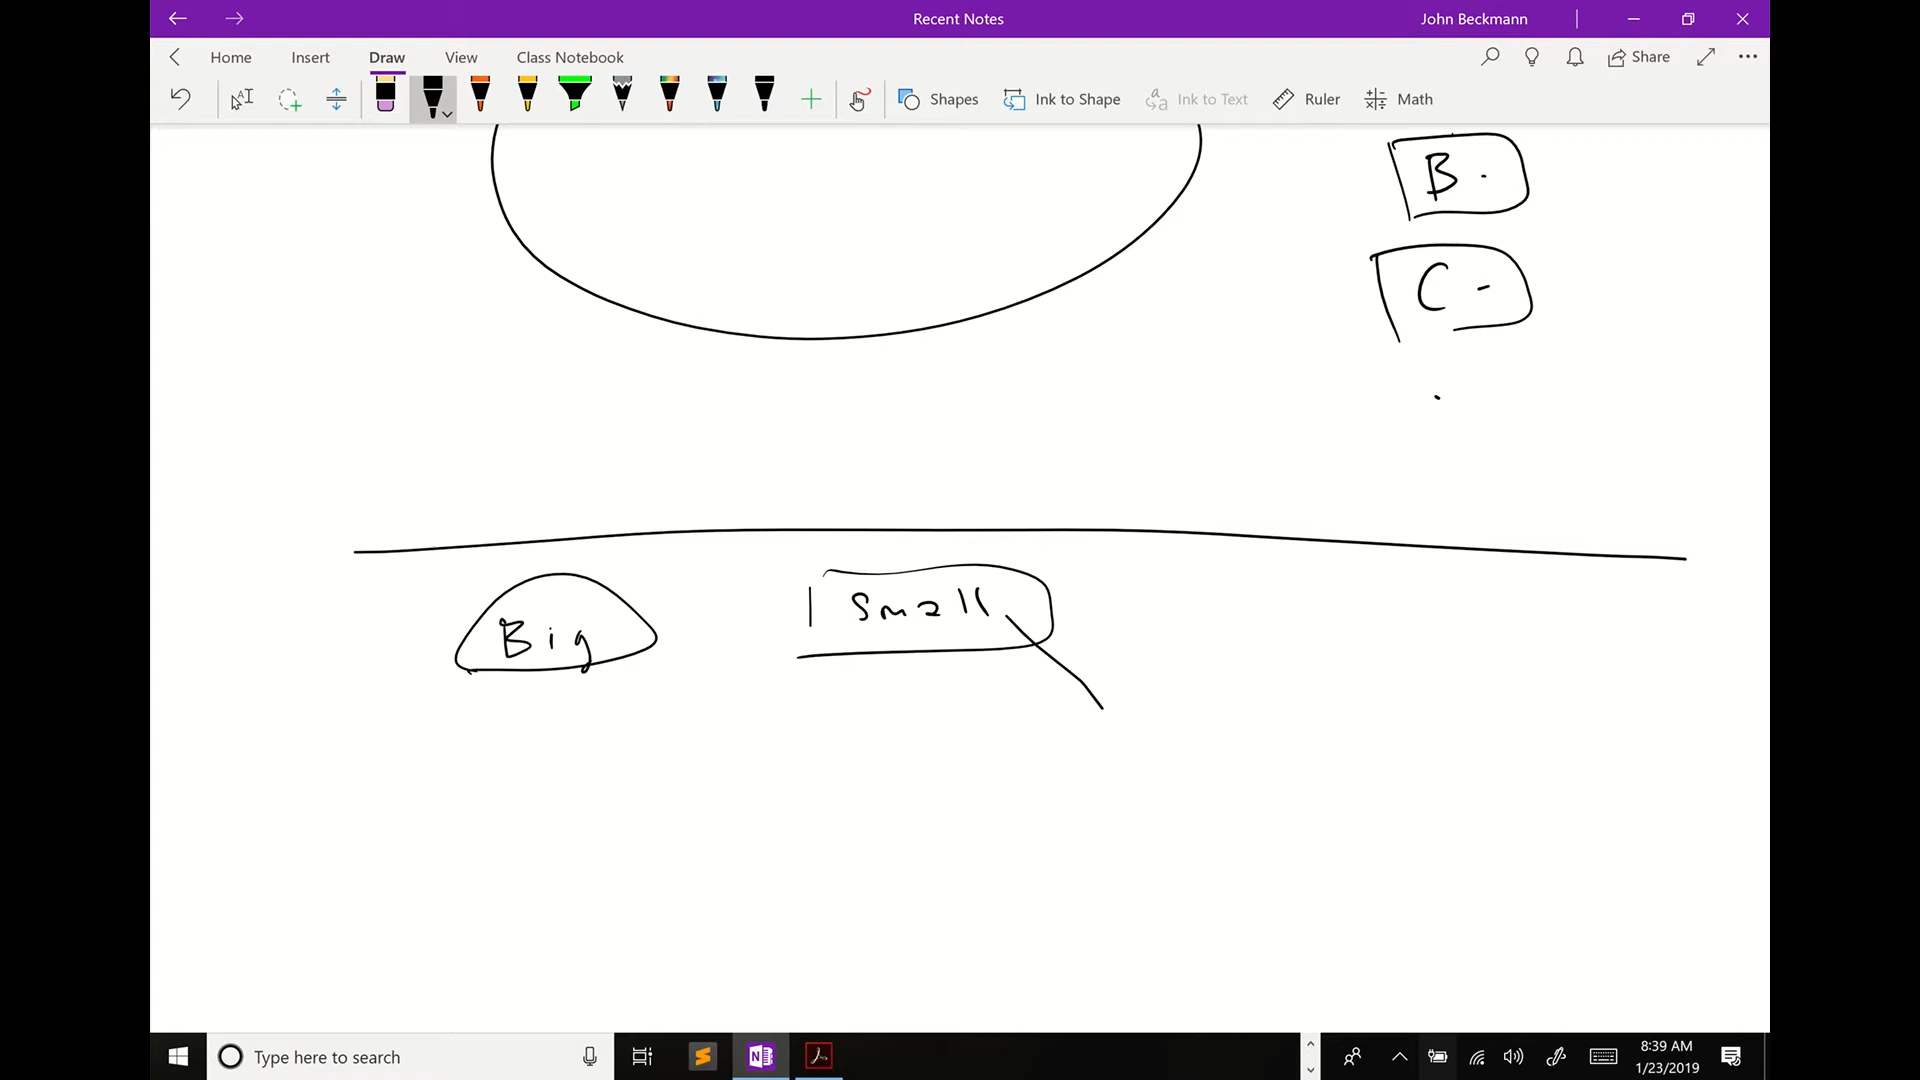 Recent Notes
John Beckmann
Home
Insert
Draw
View
Class Notebook
Share
Shapes
Ink to Shape
Ink to Text
Ruler
Math
B .
C -
Big
Small
Type here to search
8:39 AM
1/23/2019